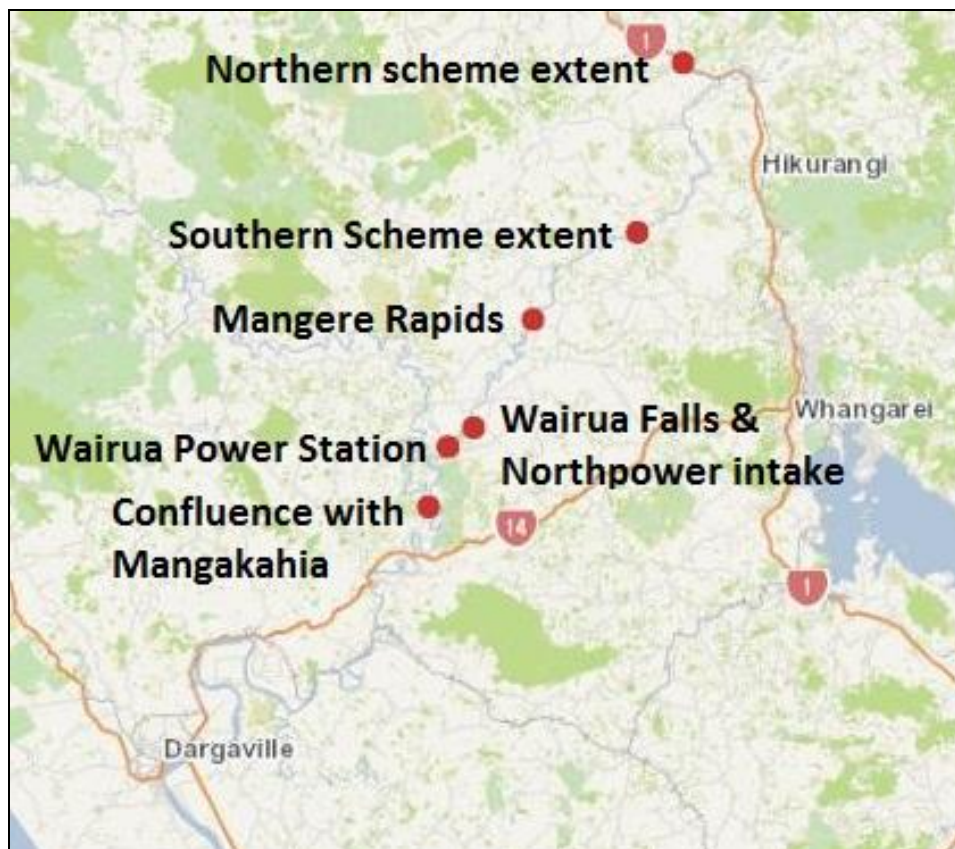 1
Northern scheme extent
Hikurangi
Southern Scheme extent
Mangere Rapids
Whangarei
Wairua Falls &
Northpower intake
Wairua Power Station
Confluence with
Mangakahia
14
1
Dargaville